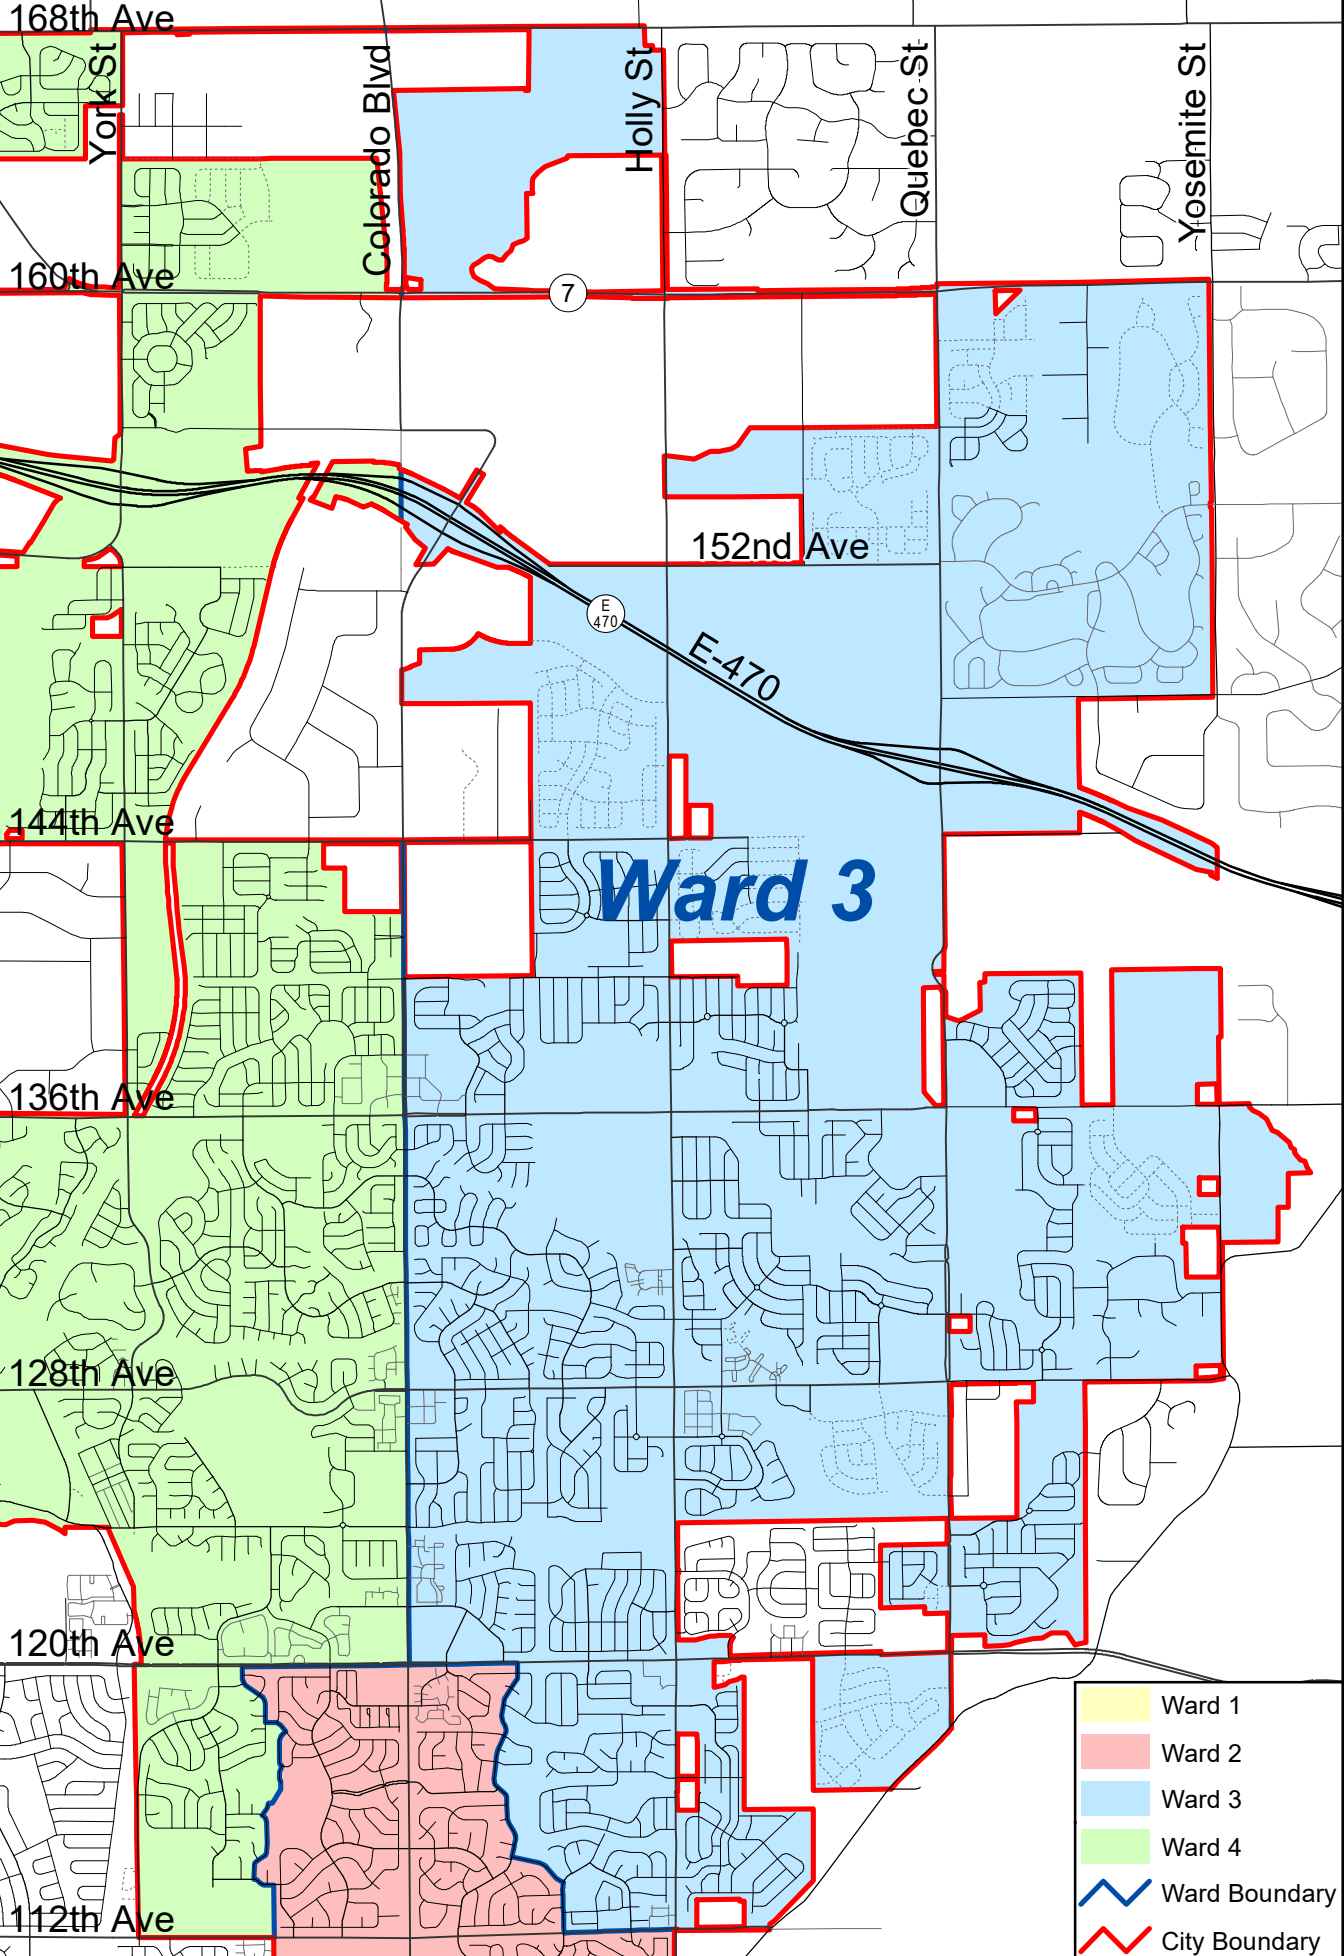 168th Ave
York St
Colorado Blvd
Holly St
Quebec St
Yosemite St
160th Ave
7
152nd Ave
E
470
E-470
144th Ave
Ward 3
136th Ave
128th Ave
120th Ave
112th Ave
Ward 1
Ward 2
Ward 3
Ward 4
Ward Boundary
City Boundary